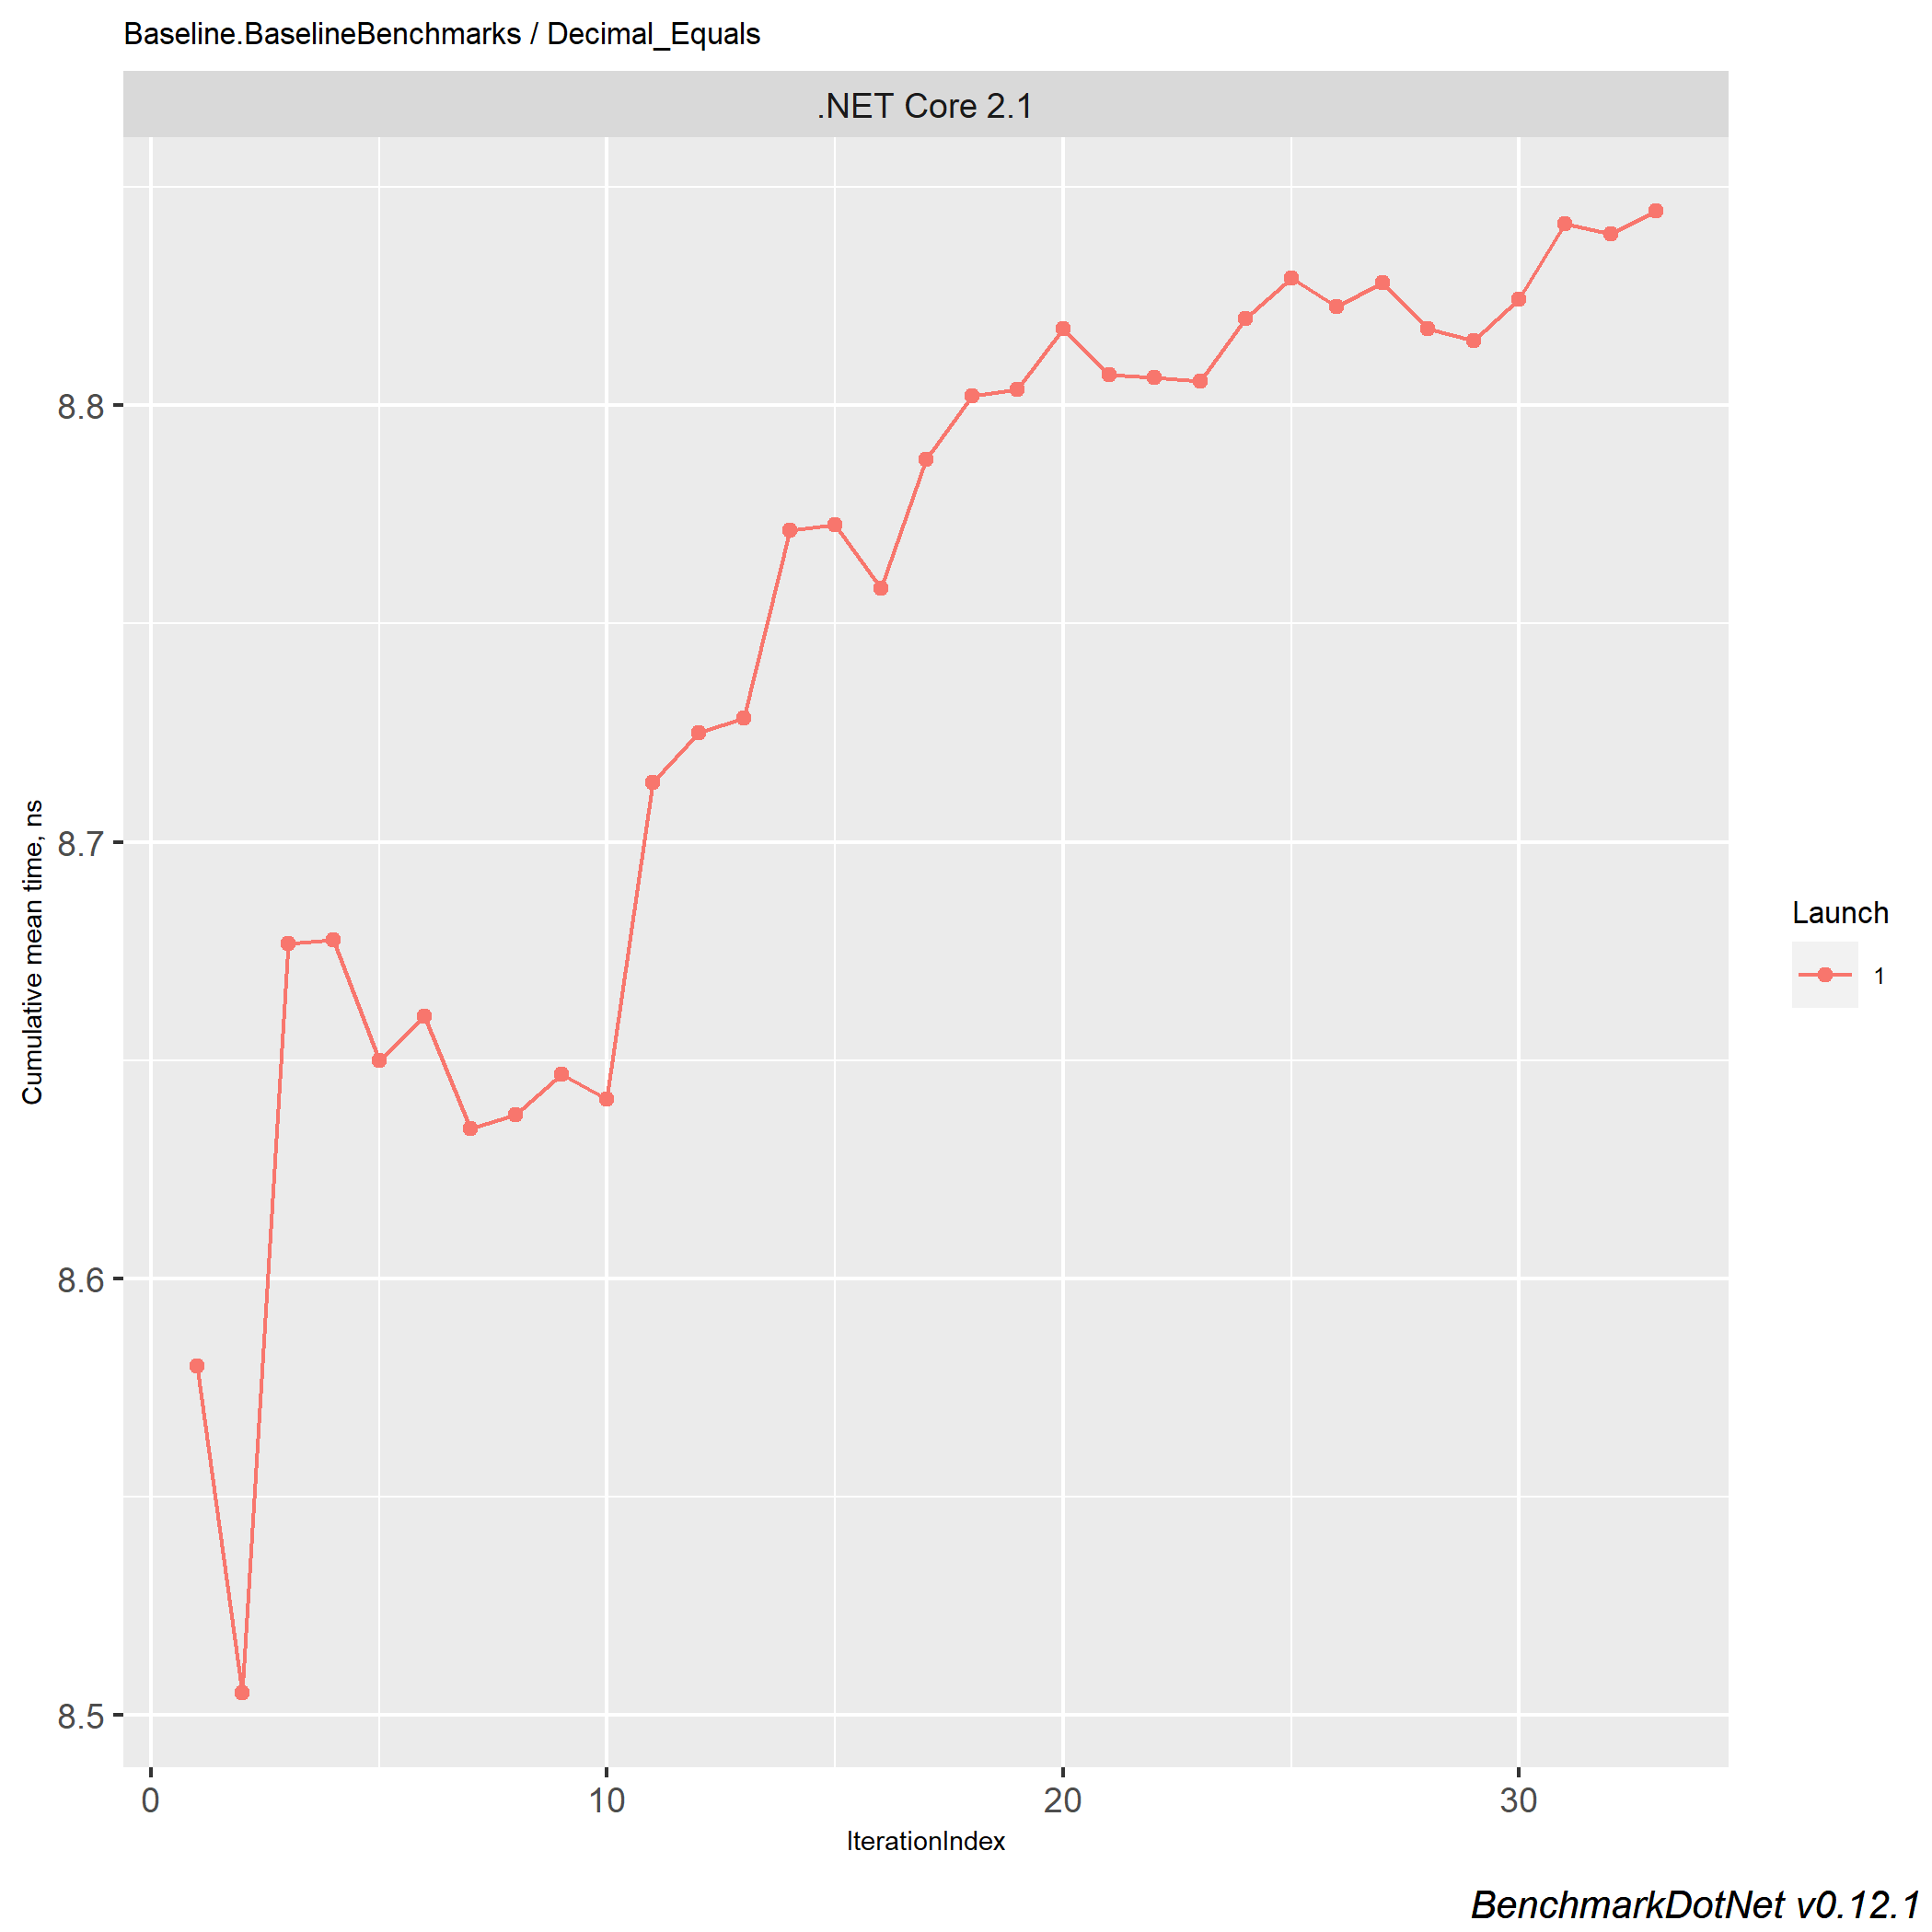 Baseline.BaselineBenchmarks / Decimal_Equals
.NET Core 2.1
Cumulative mean time, ns
8.8
8.7
8.6
8.5
0 10 20 30
IterationIndex
Launch
1
BenchmarkDotNet v0.12.1